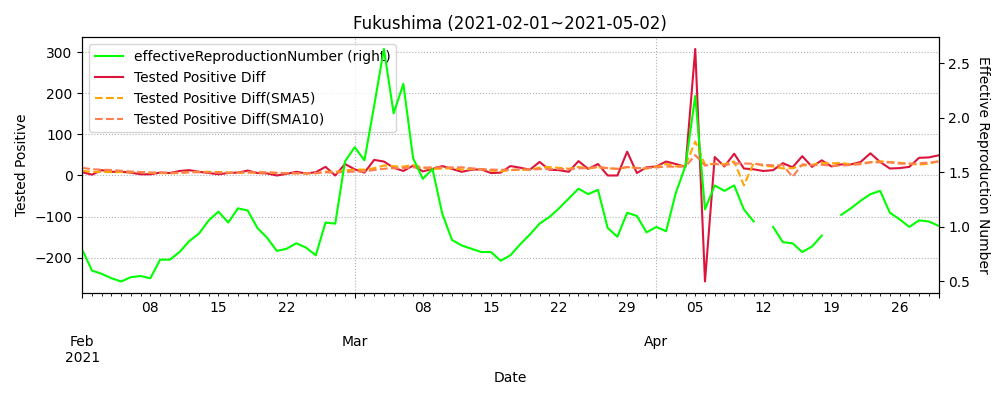 Fukushima (2021-02-01~2021-05-02)
effectiveReproductionNumber (right)
Tested Positive Diff
Tested Positive Diff(SMA5)
Tested Positive Diff(SMA10)
Tested Positive
300
200
100
0
−100
−200
Effective Reproduction Number
2.5
2.0
1.5
1.0
0.5
08 15 22 08 15 22 29 05 12 19 26
Feb Mar Apr
2021
Date